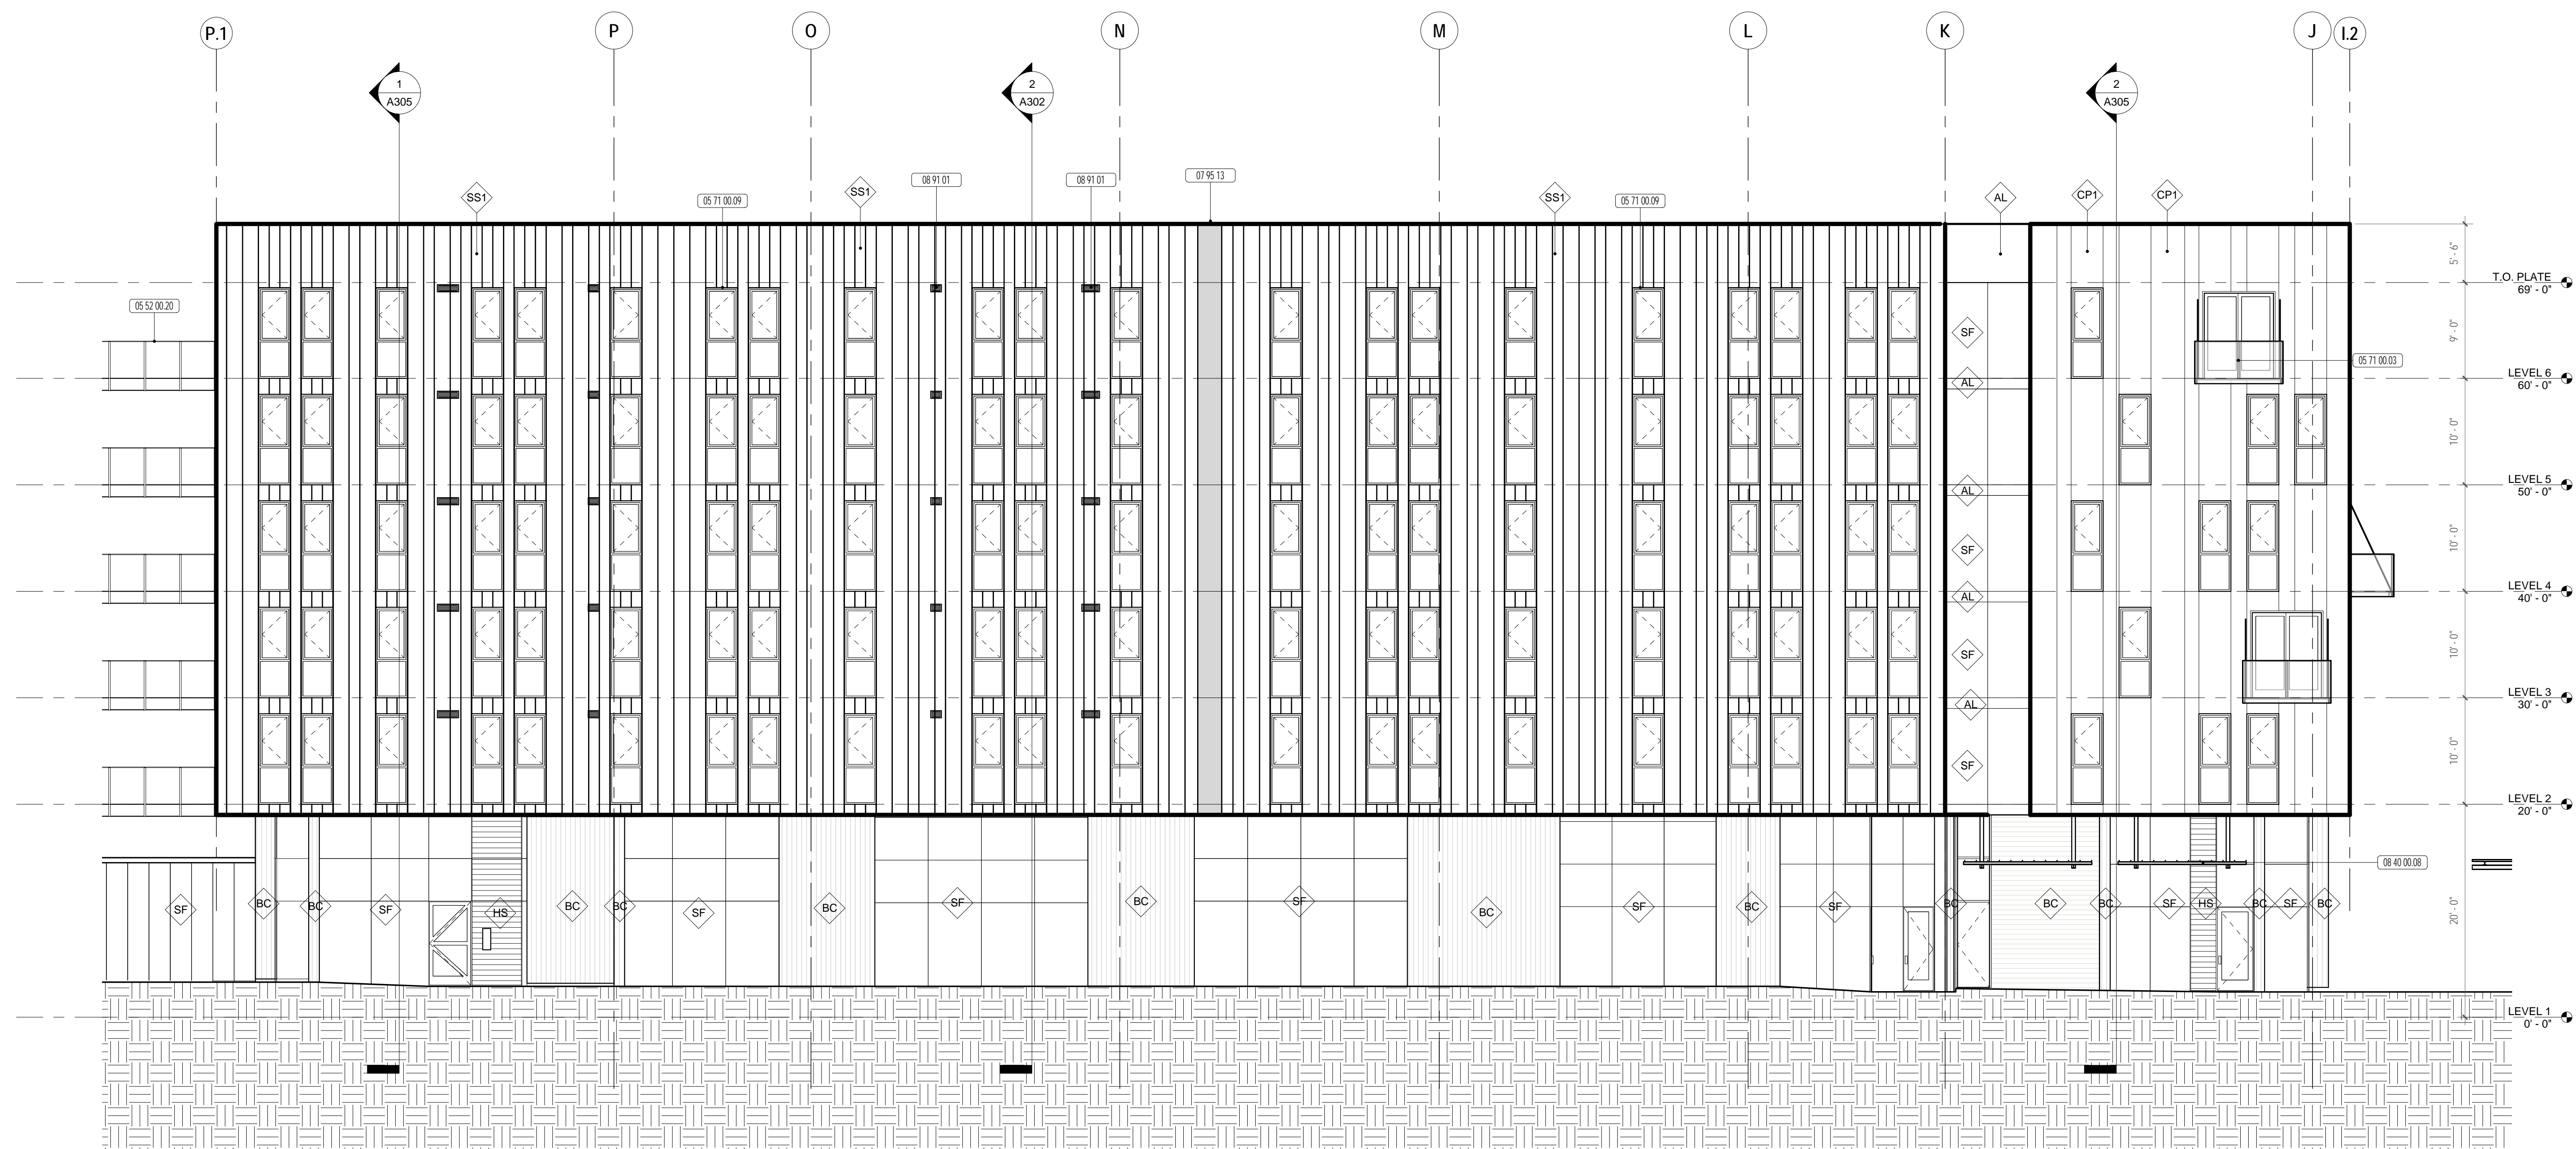 P.1
P
O
N
M
L
K
J
I.2
1
A305
2
A302
2
A305
SS1
05 71 00.09
SS1
08 91 01
08 91 01
07 95 13
SS1
05 71 00.09
AL
CP1
CP1
5' - 6"
T.O. PLATE
69' - 0"
05 52 00.20
SF
9' - 0"
05 71 00.03
AL
LEVEL 6
60' - 0"
10' - 0"
AL
LEVEL 5
50' - 0"
SF
10' - 0"
AL
LEVEL 4
40' - 0"
SF
10' - 0"
AL
LEVEL 3
30' - 0"
SF
10' - 0"
LEVEL 2
20' - 0"
08 40 00.08
SF
BC
BC
SF
HS
BC
BC
SF
BC
SF
BC
SF
BC
SF
BC
SF
BC
BC
BC
SF
HS
BC
SF
BC
20' - 0"
LEVEL 1
0' - 0"